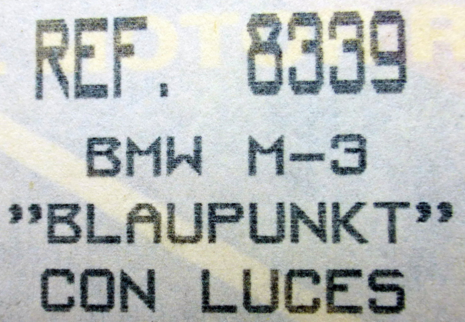 REF. 8339
BMW M-3
"BLAUPUNKT"
CON LUCES